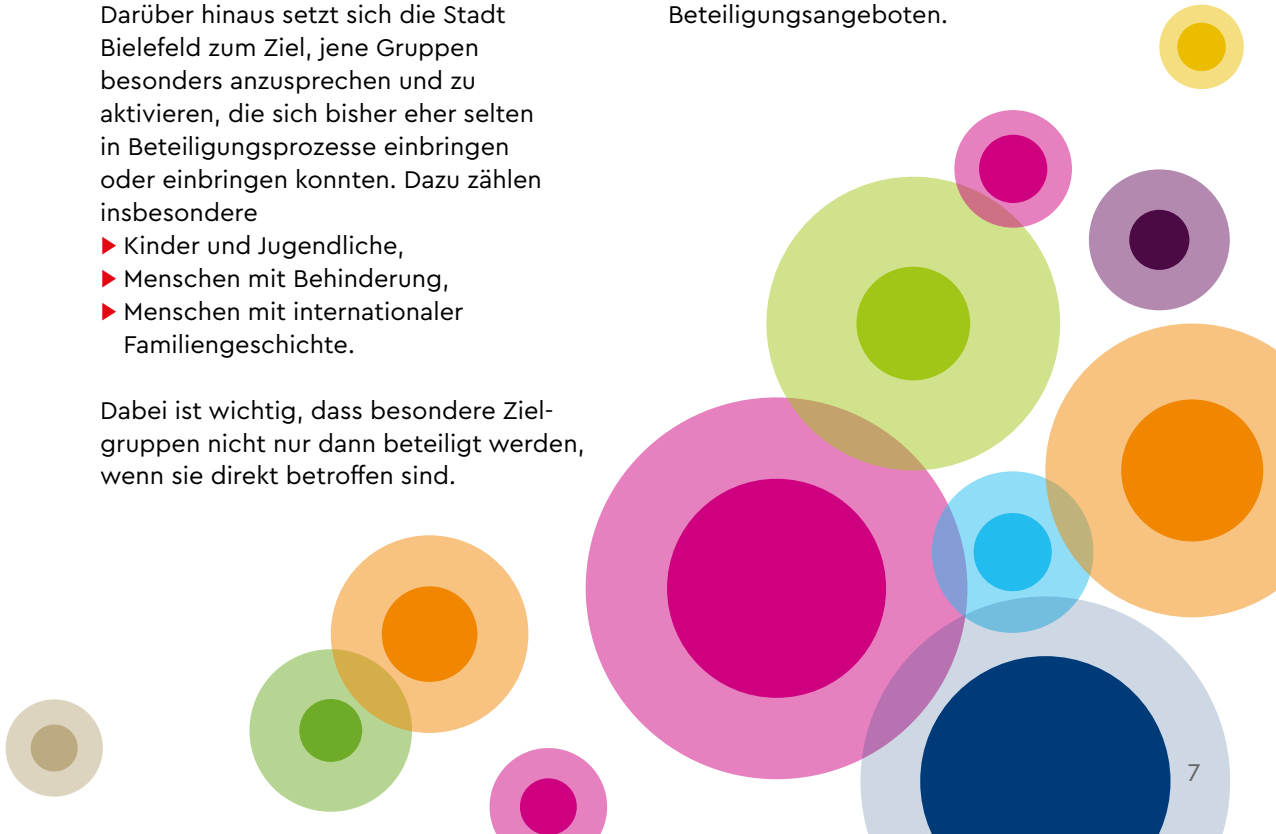 Darüber hinaus setzt sich die Stadt
Bielefeld zum Ziel, jene Gruppen
besonders anzusprechen und zu
aktivieren, die sich bisher eher selten
in Beteiligungsprozesse einbringen
oder einbringen konnten. Dazu zählen
insbesondere
▶ Kinder und Jugendliche,
▶ Menschen mit Behinderung,
▶ Menschen mit internationaler
Familiengeschichte.
Dabei ist wichtig, dass besondere Ziel-
gruppen nicht nur dann beteiligt werden,
wenn sie direkt betroffen sind.
Beteiligungsangeboten.
7